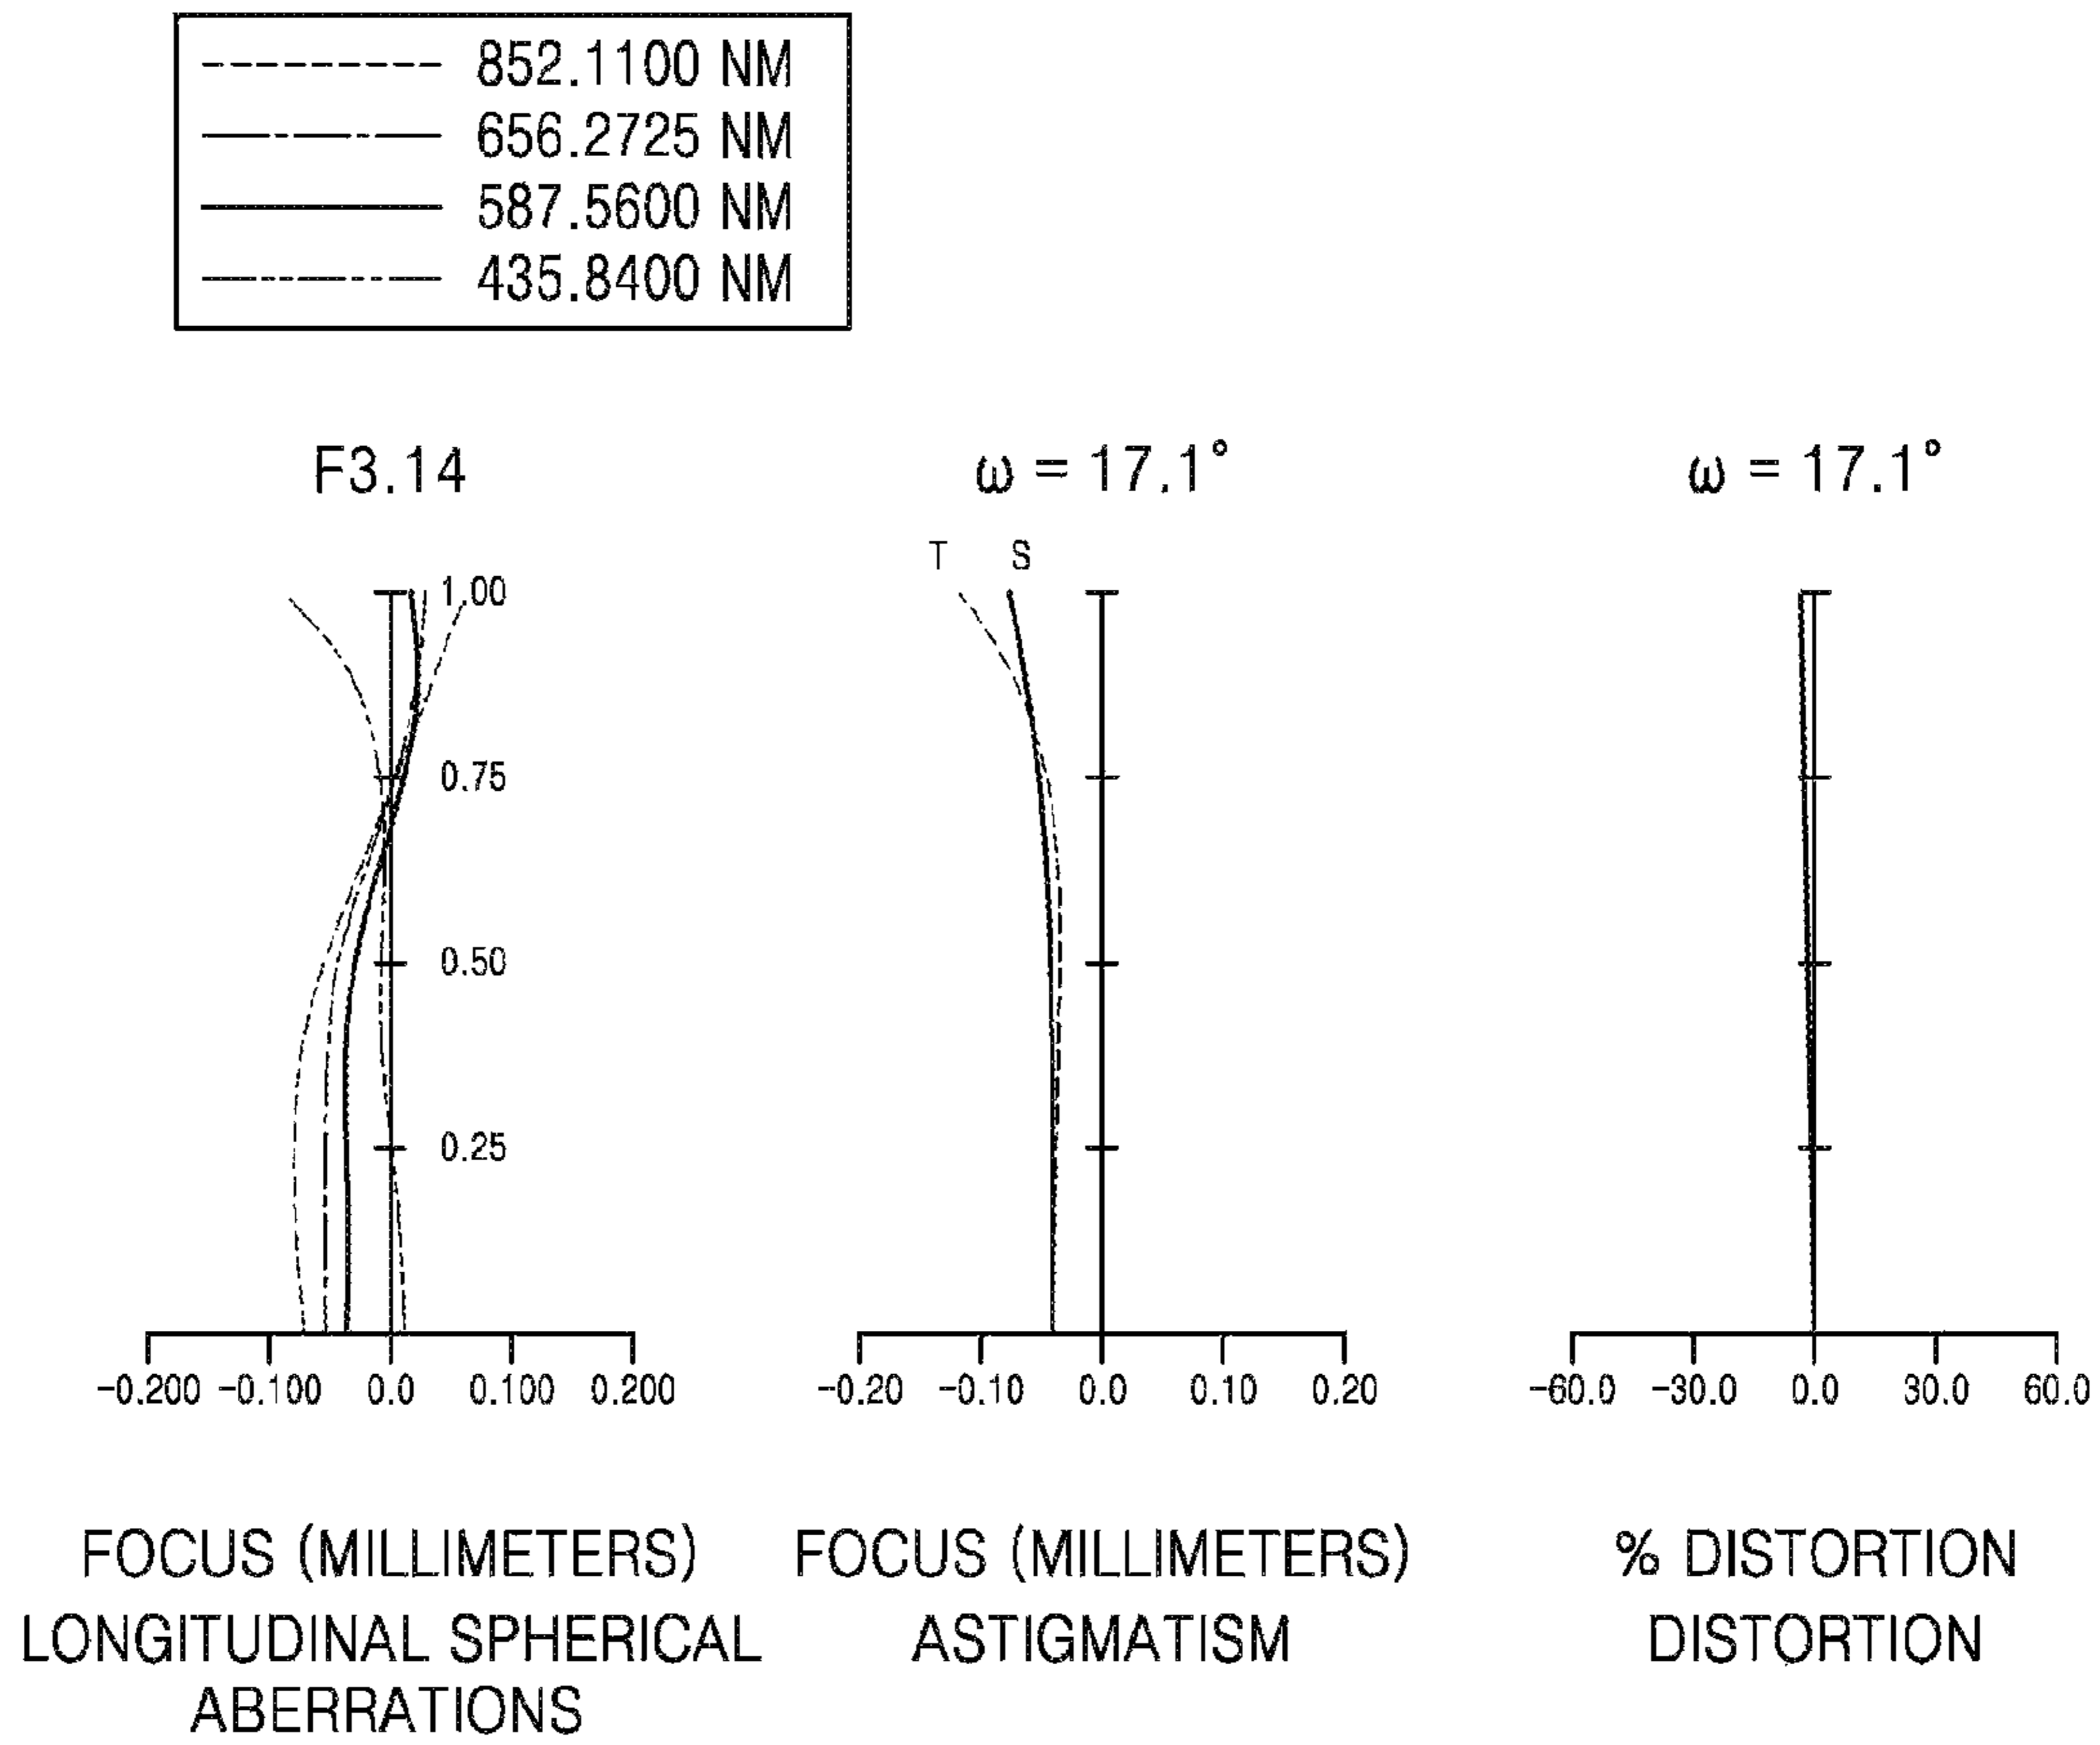 852.1100 NM
656.2725 NM
587.5600 NM
435.8400 NM
F3.14
ω = 17.1°
ω = 17.1°
T S
1.00
0.75
0.50
0.25
-0.200 -0.100 0.0 0.100 0.200
-0.20 -0.10 0.0 0.10 0.20
-60.0 -30.0 0.0 30.0 60.0
FOCUS (MILLIMETERS)
LONGITUDINAL SPHERICAL
ABERRATIONS
FOCUS (MILLIMETERS)
ASTIGMATISM
% DISTORTION
DISTORTION